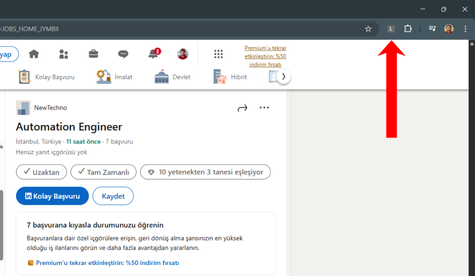 JOBS_HOME_JYMBII
L
yap
3
Premium'u tekrar
etkinleştirin: %50
indirim fırsatı
Kolay Başvuru
İmalat
Devlet
Hibrit
NewTechno
Automation Engineer
İstanbul, Türkiye · 11 saat önce · 7 başvuru
Henüz yanıt içgörüsü yok
Uzaktan
Tam Zamanlı
10 yetenekten 3 tanesi eşleşiyor
in Kolay Başvuru
Kaydet
7 başvurana kıyasla durumunuzu öğrenin
Başvuranlara dair özel içgörülere erişin, geri dönüş alma şansınızın en yüksek
olduğu iş ilanlarını görün ve daha fazla avantajdan yararlanın.
Premium'u tekrar etkinleştirin: %50 indirim fırsatı